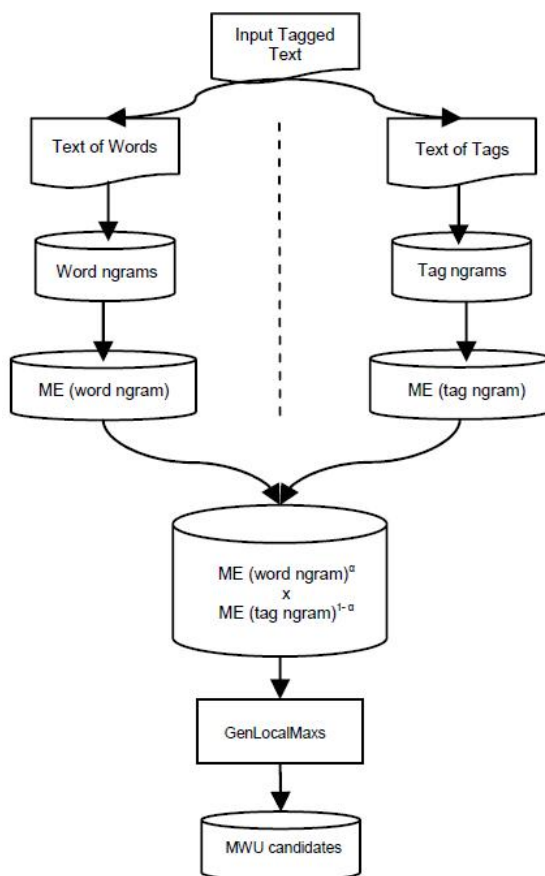 Input Tagged
Text
Text of Words
Text of Tags
Word ngrams
Tag ngrams
ME (word ngram)
ME (tag ngram)
ME (word ngram)ᵅ
x
ME (tag ngram)¹⁻ᵅ
GenLocalMaxs
MWU candidates